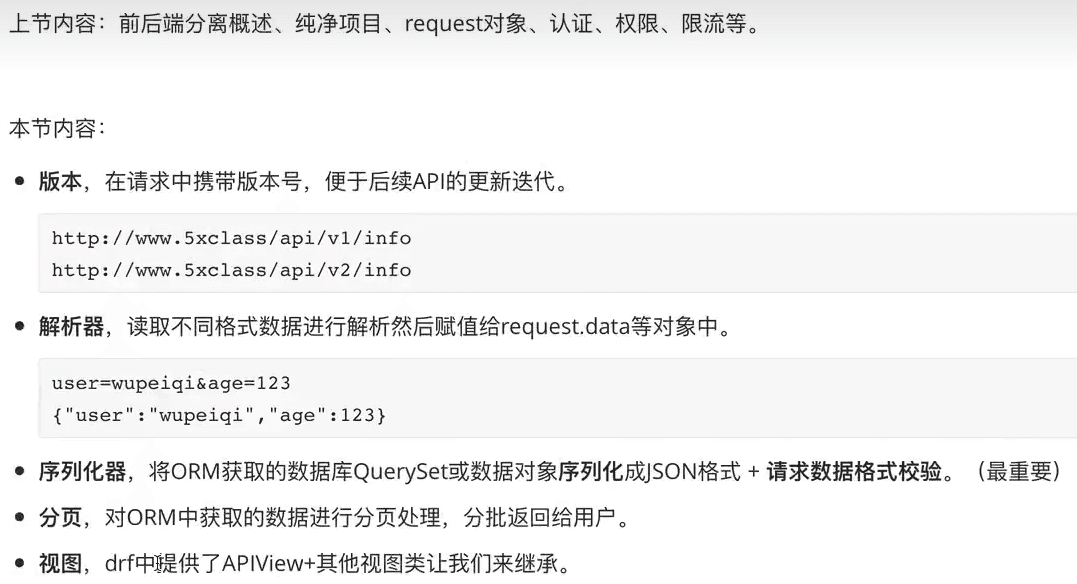 上节内容：前后端分离概述、纯净项目、request对象、认证、权限、限流等。
本节内容：
版本，在请求中携带版本号，便于后续API的更新迭代。
http://www.5xclass/api/v1/info
http://www.5xclass/api/v2/info
解析器，读取不同格式数据进行解析然后赋值给request.data等对象中。
user=wupeiqi&age=123
{"user":"wupeiqi","age":123}
序列化器，将ORM获取的数据库QuerySet或数据对象序列化成JSON格式 + 请求数据格式校验。（最重要）
分页，对ORM中获取的数据进行分页处理，分批返回给用户。
视图，drf中提供了APIView+其他视图类让我们来继承。